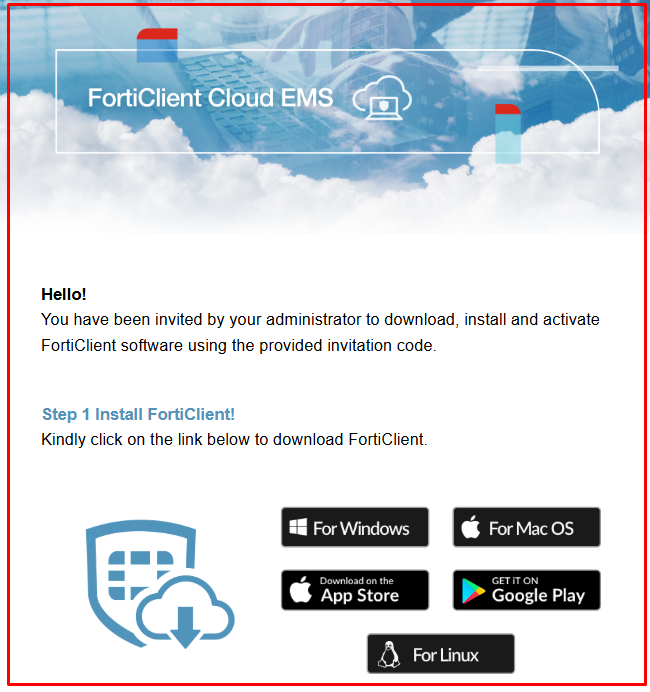 FortiClient Cloud EMS
Hello!
You have been invited by your administrator to download, install and activate
FortiClient software using the provided invitation code.
Step 1 Install FortiClient!
Kindly click on the link below to download FortiClient.
For Windows
For Mac OS
Download on the
App Store
GET IT ON
Google Play
For Linux